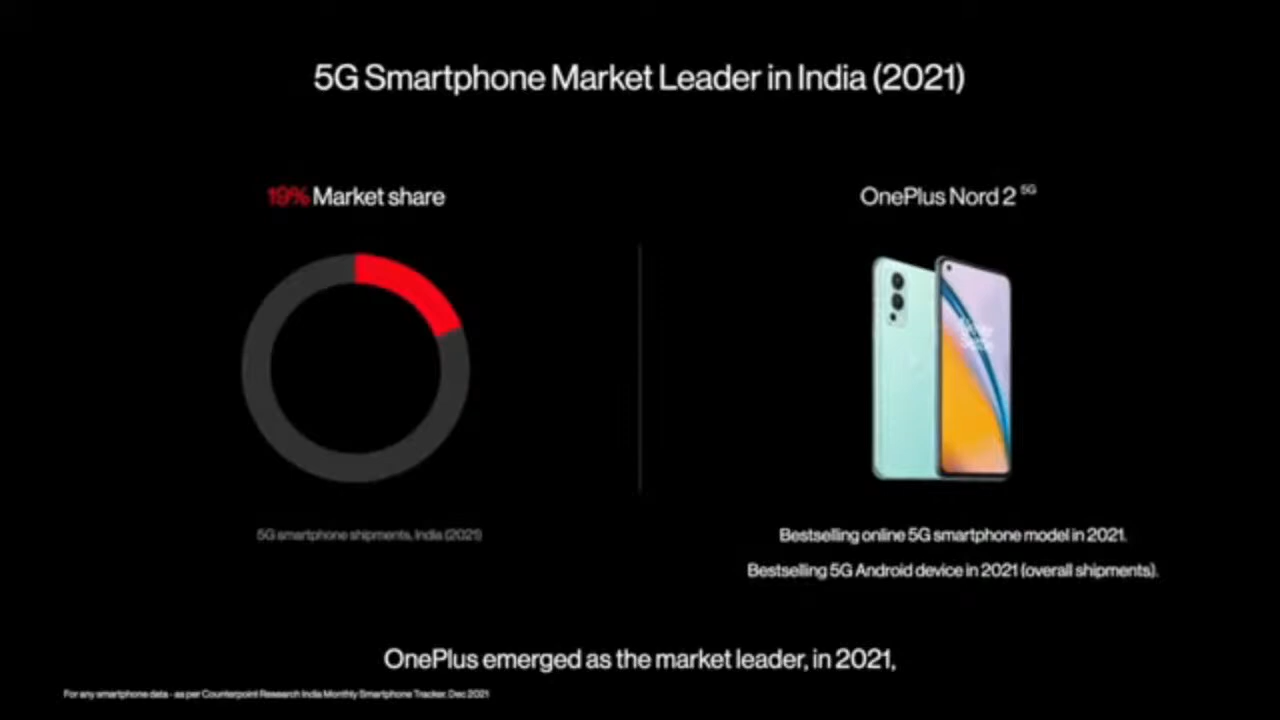 5G Smartphone Market Leader in India (2021)
19% Market share
5G smartphone shipments, India (2021)
OnePlus Nord 2 5G
Bestselling online 5G smartphone model in 2021.
Bestselling 5G Android device in 2021 (overall shipments).
OnePlus emerged as the market leader, in 2021,
For any smartphone data - as per Counterpoint Research India Monthly Smartphone Tracker, Dec 2021